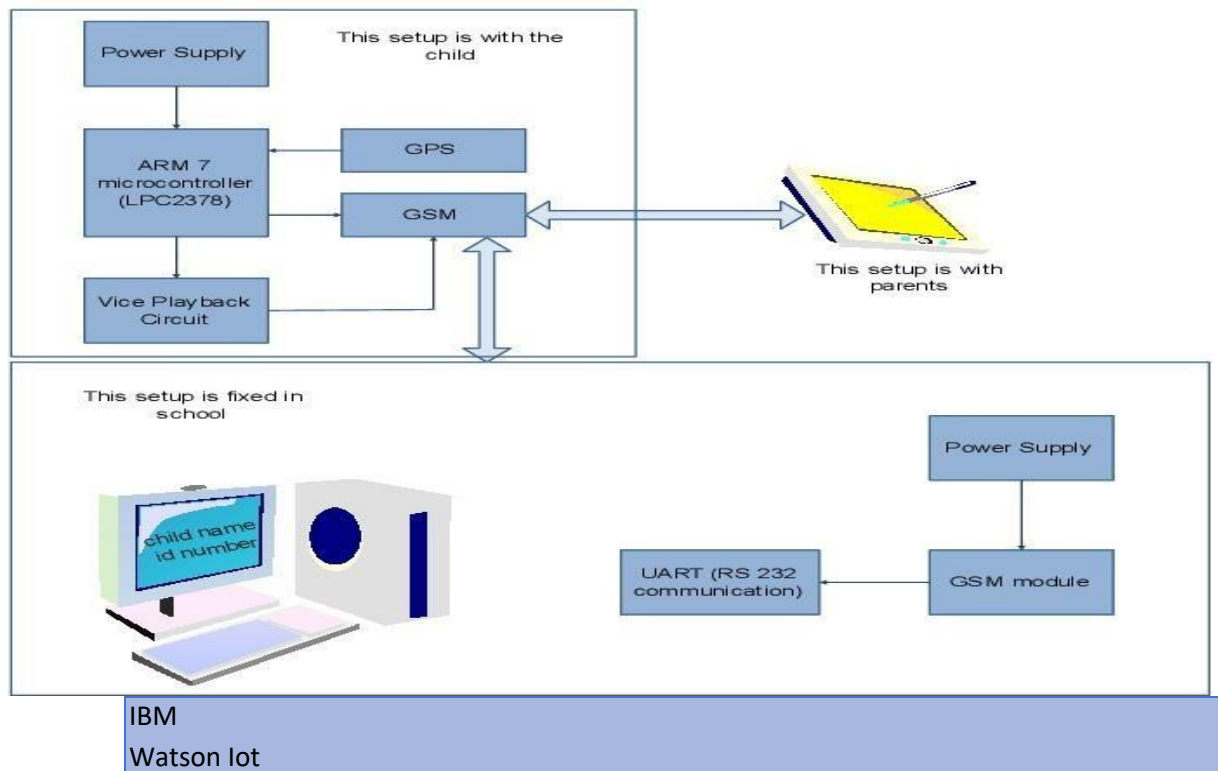 Power Supply
This setup is with the
child
ARM 7
microcontroller
(LPC2378)
GPS
GSM
Vice Playback
Circuit
This setup is with
parents
This setup is fixed in
school
child name
id number
Power Supply
UART (RS 232
communication)
GSM module
IBM
Watson Iot